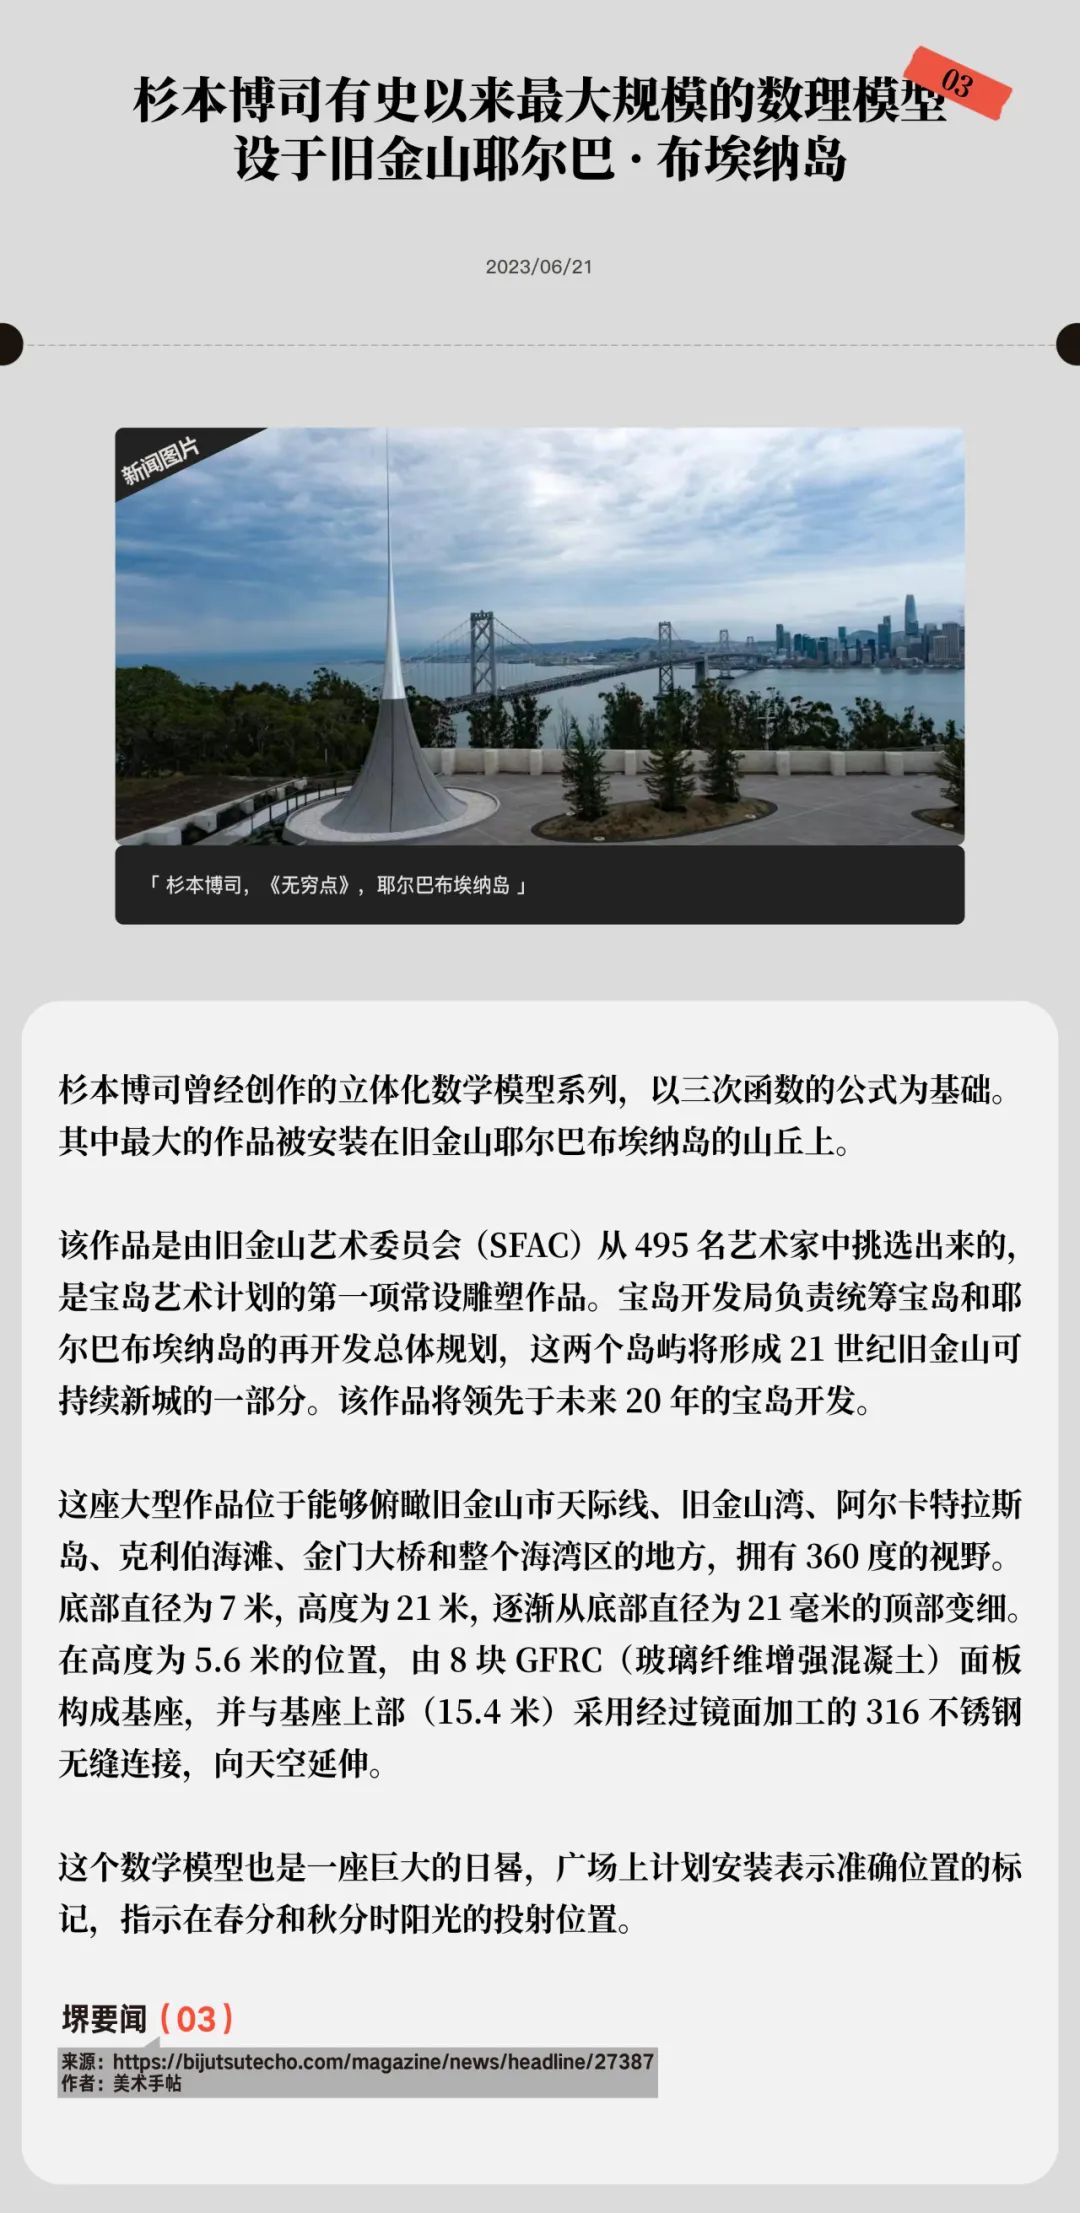 03
杉本博司有史以来最大规模的数理模型
设于旧金山耶尔巴·布埃纳岛
2023/06/21
新闻图片
「 杉本博司，《无穷点》，耶尔巴布埃纳岛 」
杉本博司曾经创作的立体化数学模型系列，以三次函数的公式为基础。
其中最大的作品被安装在旧金山耶尔巴布埃纳岛的山丘上。
该作品是由旧金山艺术委员会（SFAC）从 495 名艺术家中挑选出来的，
是宝岛艺术计划的第一项常设雕塑作品。宝岛开发局负责统筹宝岛和耶
尔巴布埃纳岛的再开发总体规划，这两个岛屿将形成 21 世纪旧金山可
持续新城的一部分。该作品将领先于未来 20 年的宝岛开发。
这座大型作品位于能够俯瞰旧金山市天际线、旧金山湾、阿尔卡特拉斯
岛、克利伯海滩、金门大桥和整个海湾区的地方，拥有 360 度的视野。
底部直径为 7 米，高度为 21 米，逐渐从底部直径为 21 毫米的顶部变细。
在高度为 5.6 米的位置，由 8 块 GFRC（玻璃纤维增强混凝土）面板
构成基座，并与基座上部（15.4 米）采用经过镜面加工的 316 不锈钢
无缝连接，向天空延伸。
这个数学模型也是一座巨大的日晷，广场上计划安装表示准确位置的标
记，指示在春分和秋分时阳光的投射位置。
堺要闻（03）
来源：https://bijutsutecho.com/magazine/news/headline/27387
作者：美术手帖